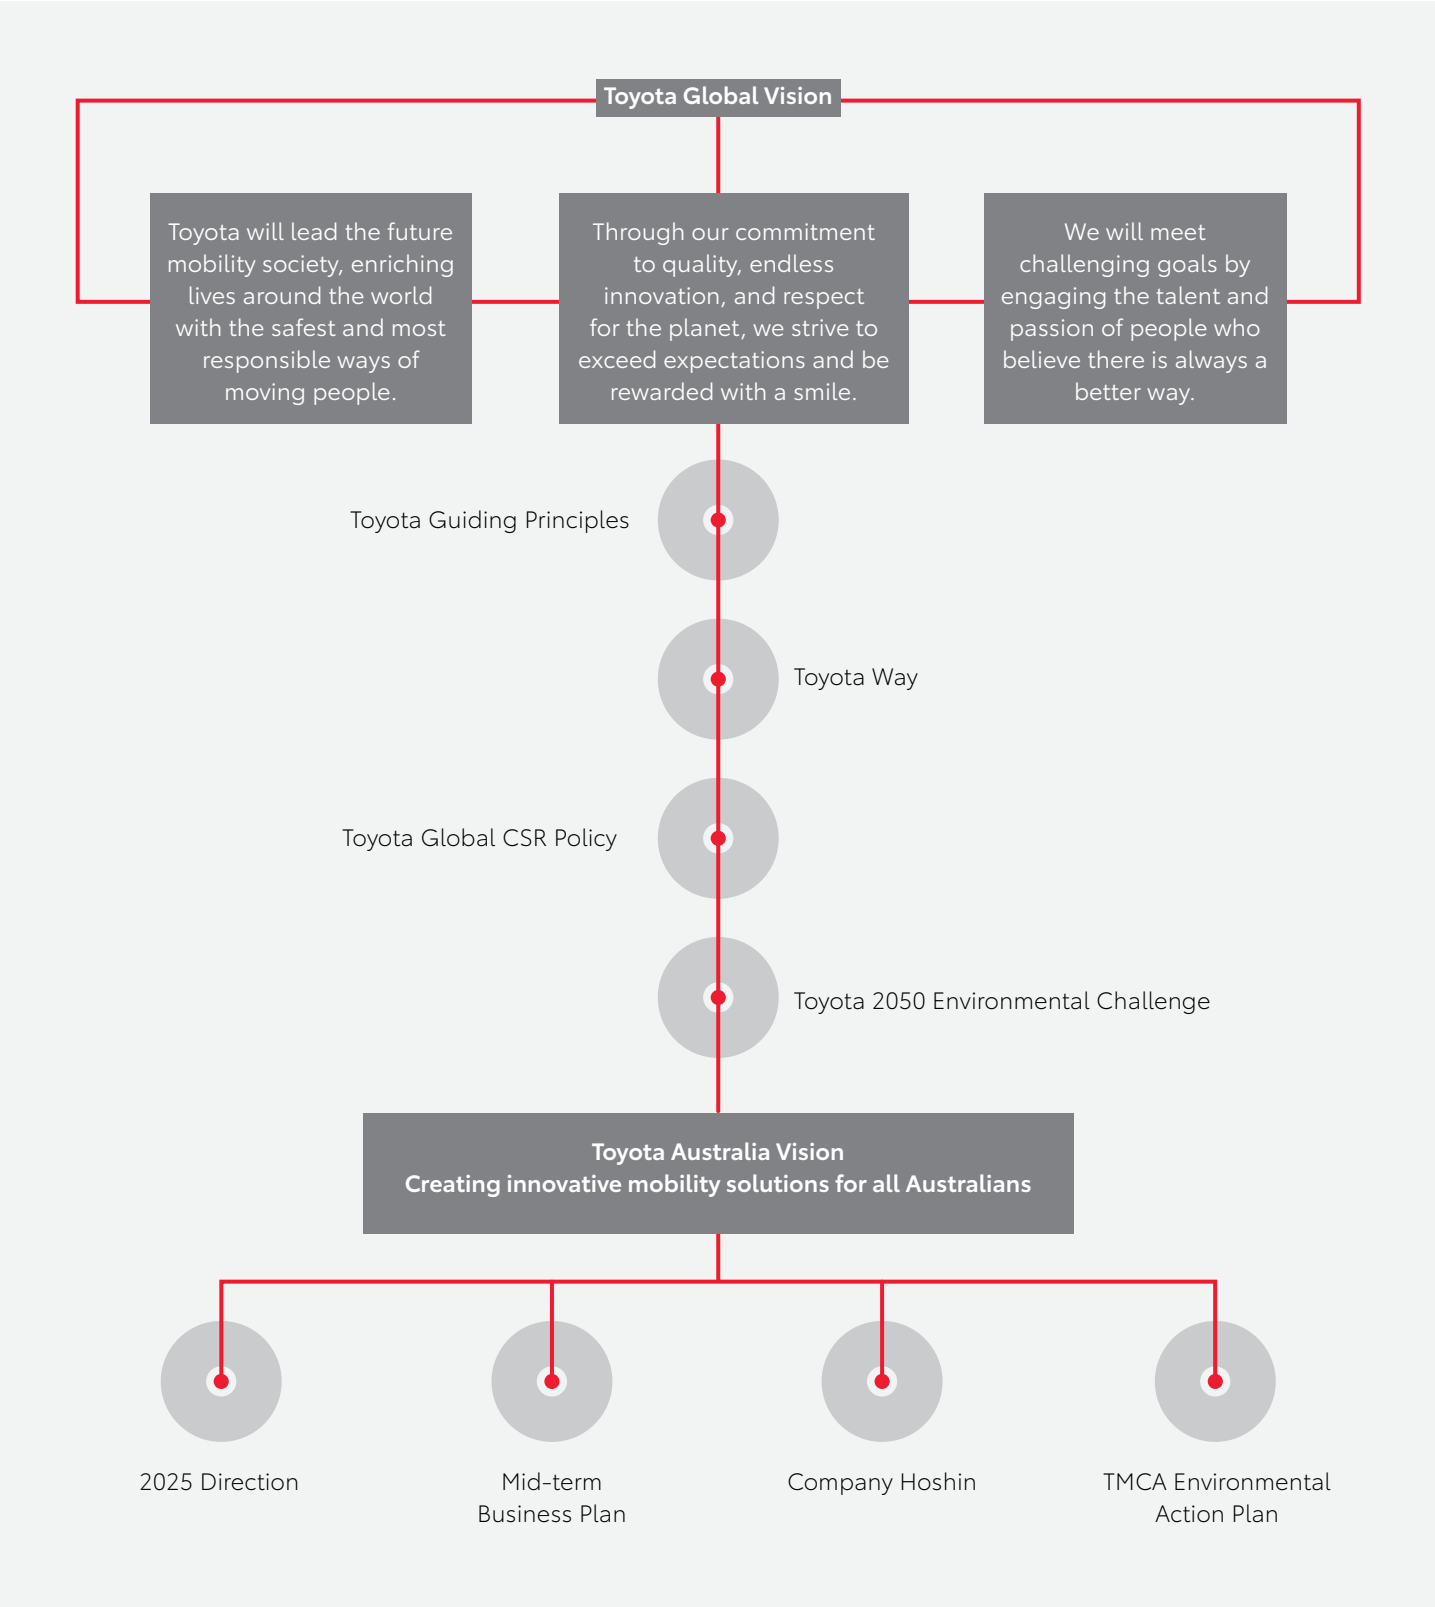 Toyota Global Vision
Toyota will lead the future
mobility society, enriching
lives around the world
with the safest and most
responsible ways of
moving people.
Through our commitment
to quality, endless
innovation, and respect
for the planet, we strive to
exceed expectations and be
rewarded with a smile.
We will meet
challenging goals by
engaging the talent and
passion of people who
believe there is always a
better way.
Toyota Guiding Principles
Toyota Way
Toyota Global CSR Policy
Toyota 2050 Environmental Challenge
Toyota Australia Vision
Creating innovative mobility solutions for all Australians
2025 Direction
Mid-term
Business Plan
Company Hoshin
TMCA Environmental
Action Plan